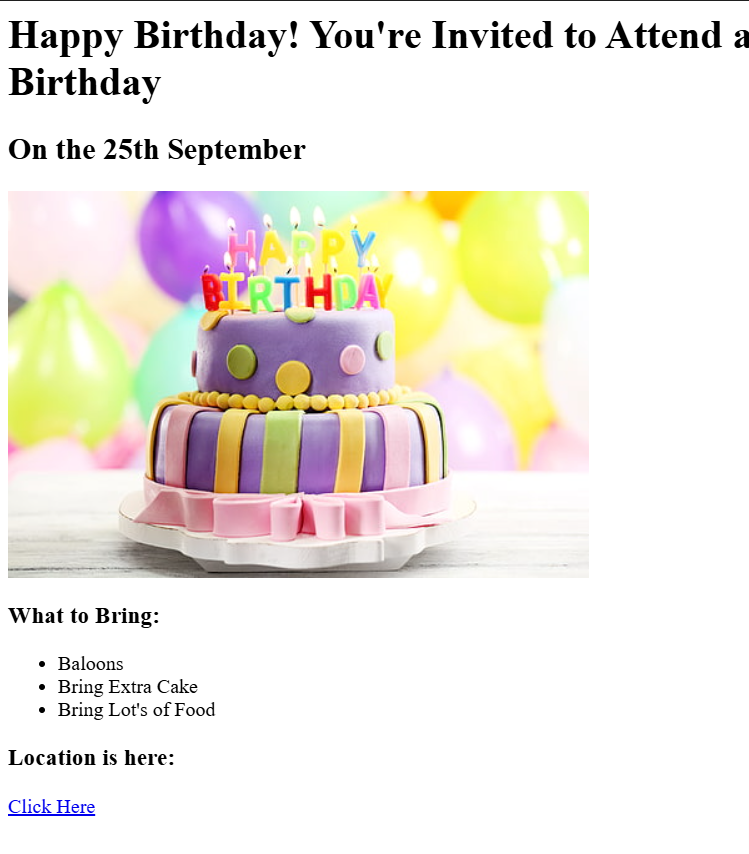 Happy Birthday! You're Invited to Attend a
Birthday
On the 25th September
HAPPY
BIRTHDAY
What to Bring:
Baloons
Bring Extra Cake
Bring Lot's of Food
Location is here:
Click Here